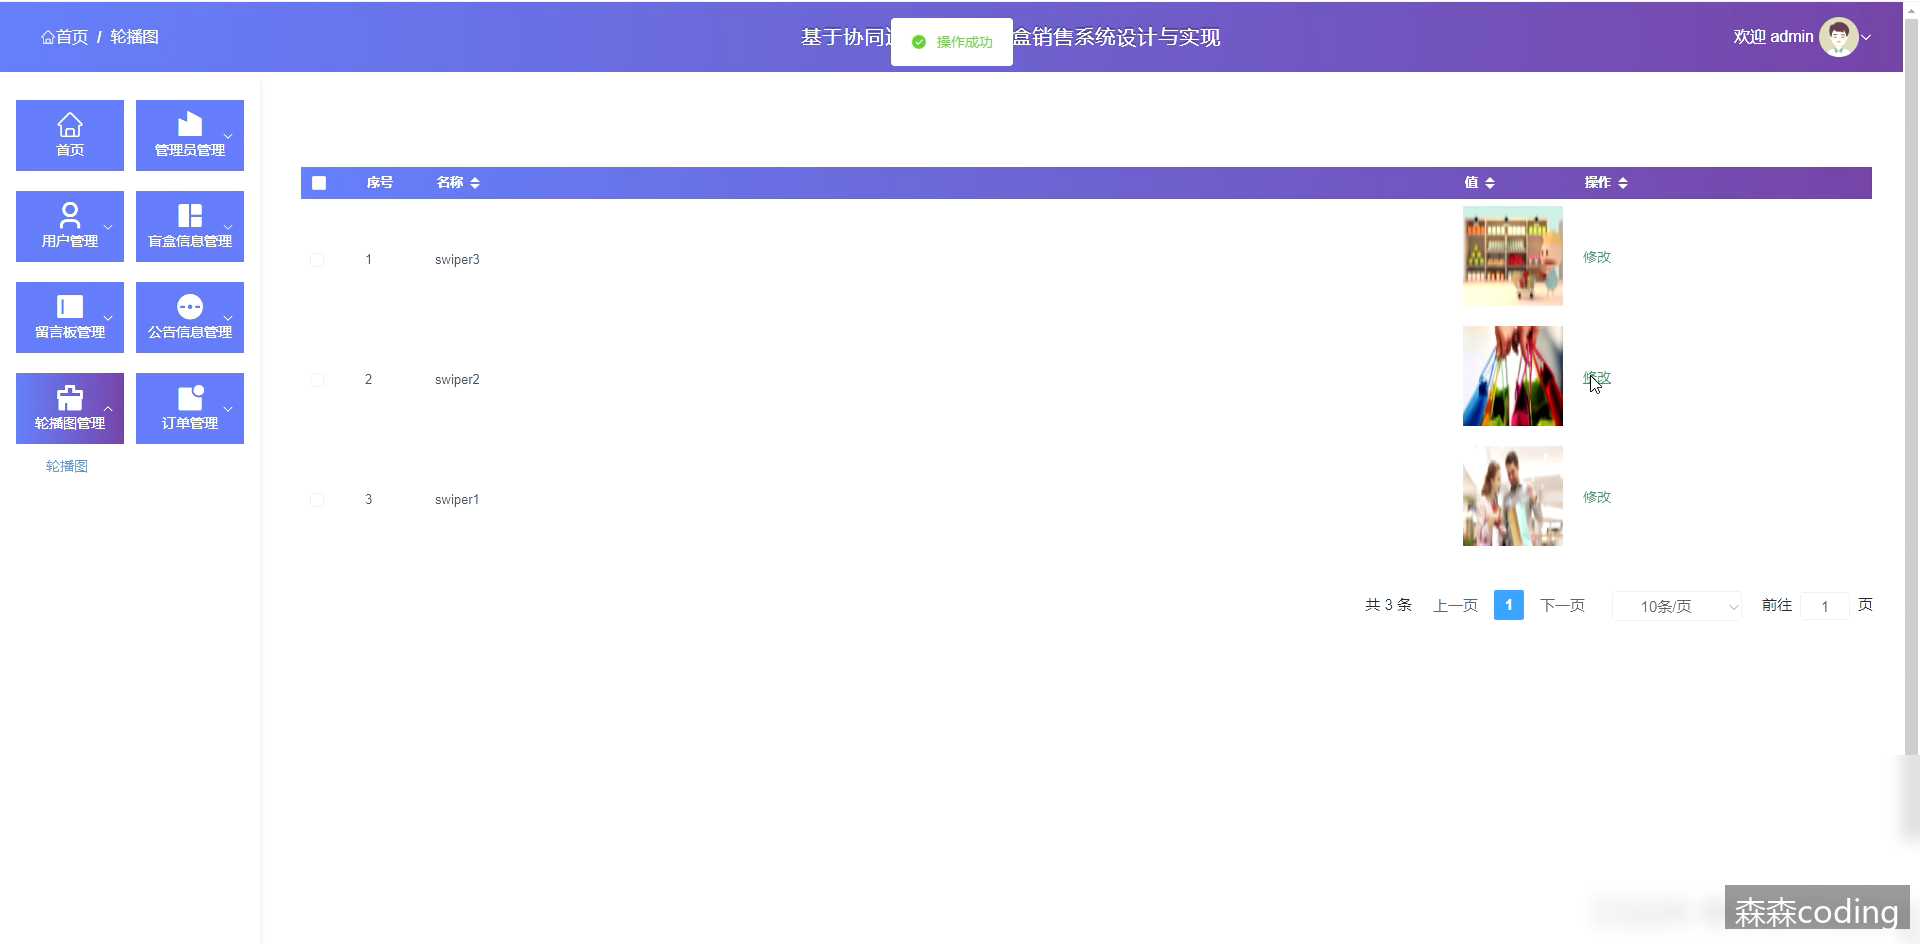 首页 / 轮播图
基于协同
盒销售系统设计与实现
操作成功
欢迎 admin
首页
管理员管理
用户管理
盲盒信息管理
留言板管理
公告信息管理
轮播图管理
订单管理
轮播图
序号 名称 值 操作
1 swiper3 修改
2 swiper2 修改
3 swiper1 修改
共 3 条 上一页 1 下一页 10条/页 前往 1 页
森森coding